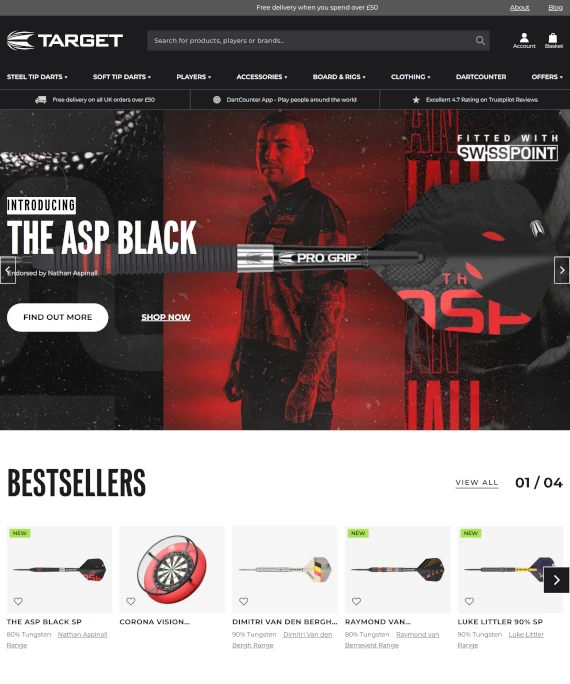 Free delivery when you spend over £50
About
Blog
TARGET
Search for products, players or brands...
Account
Basket
STEEL TIP DARTS
SOFT TIP DARTS
PLAYERS
ACCESSORIES
BOARD & RIGS
CLOTHING
DARTCOUNTER
OFFERS
Free delivery on all UK orders over £50
DartCounter App - Play people around the world
Excellent 4.7 Rating on Trustpilot Reviews
FITTED WITH
SWISS POINT
INTRODUCING
THE ASP BLACK
Endorsed by Nathan Aspinall
PRO GRIP
THE
ASP
FIND OUT MORE
SHOP NOW
BESTSELLERS
VIEW ALL
01 / 04
NEW
NEW
NEW
THE ASP BLACK SP
80% Tungsten Nathan Aspinall
Range
CORONA VISION...
DIMITRI VAN DEN BERGH...
90% Tungsten Dimitri Van den
Bergh Range
RAYMOND VAN...
80% Tungsten Raymond van
Barneveld Range
LUKE LITTLER 90% SP
90% Tungsten Luke Littler
Range